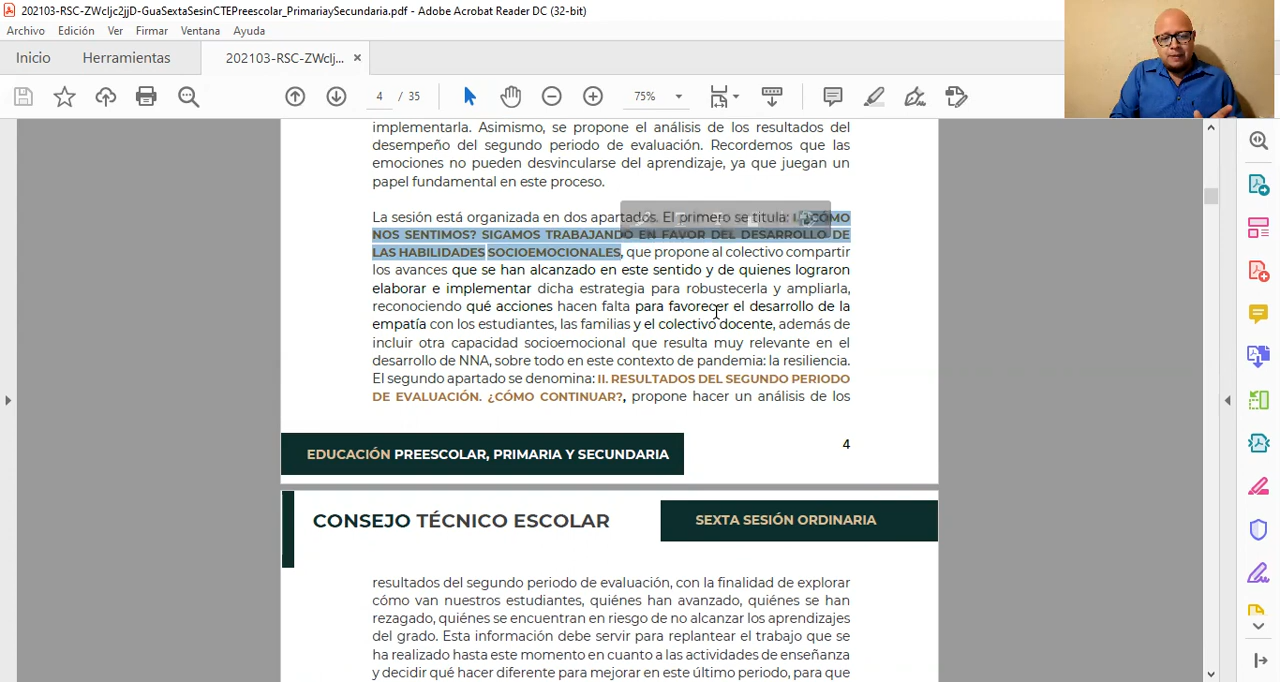 202103-RSC-ZWcIjc2jjD-GuaSextaSesinCTEPreescolar_PrimariaySecundaria.pdf - Adobe Acrobat Reader DC (32-bit)
Archivo Edición Ver Firmar Ventana Ayuda
Inicio Herramientas 202103-RSC-ZWcIj... ×
4 / 35 75%
implementarla. Asimismo, se propone el análisis de los resultados del
desempeño del segundo periodo de evaluación. Recordemos que las
emociones no pueden desvincularse del aprendizaje, ya que juegan un
papel fundamental en este proceso.
La sesión está organizada en dos apartados. El primero se titula: I. ¿CÓMO
NOS SENTIMOS? SIGAMOS TRABAJANDO EN FAVOR DEL DESARROLLO DE
LAS HABILIDADES SOCIOEMOCIONALES, que propone al colectivo compartir
los avances que se han alcanzado en este sentido y de quienes lograron
elaborar e implementar dicha estrategia para robustecerla y ampliarla,
reconociendo qué acciones hacen falta para favorecer el desarrollo de la
empatía con los estudiantes, las familias y el colectivo docente, además de
incluir otra capacidad socioemocional que resulta muy relevante en el
desarrollo de NNA, sobre todo en este contexto de pandemia: la resiliencia.
El segundo apartado se denomina: II. RESULTADOS DEL SEGUNDO PERIODO
DE EVALUACIÓN. ¿CÓMO CONTINUAR?, propone hacer un análisis de los
4
EDUCACIÓN PREESCOLAR, PRIMARIA Y SECUNDARIA
CONSEJO TÉCNICO ESCOLAR SEXTA SESIÓN ORDINARIA
resultados del segundo periodo de evaluación, con la finalidad de explorar
cómo van nuestros estudiantes, quiénes han avanzado, quiénes se han
rezagado, quiénes se encuentran en riesgo de no alcanzar los aprendizajes
del grado. Esta información debe servir para replantear el trabajo que se
ha realizado hasta este momento en cuanto a las actividades de enseñanza
y decidir qué hacer diferente para mejorar en este último periodo, para que